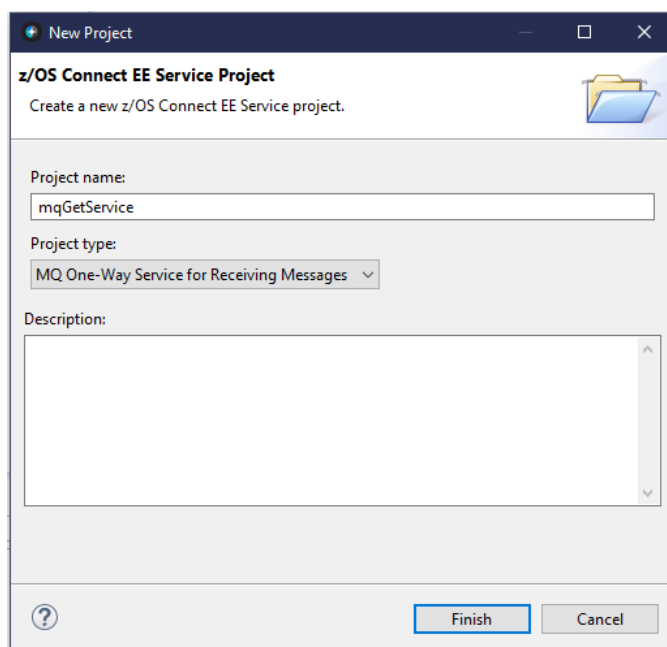 New Project
z/OS Connect EE Service Project
Create a new z/OS Connect EE Service project.
Project name:
mqGetService
Project type:
MQ One-Way Service for Receiving Messages
Description:
?
Finish
Cancel